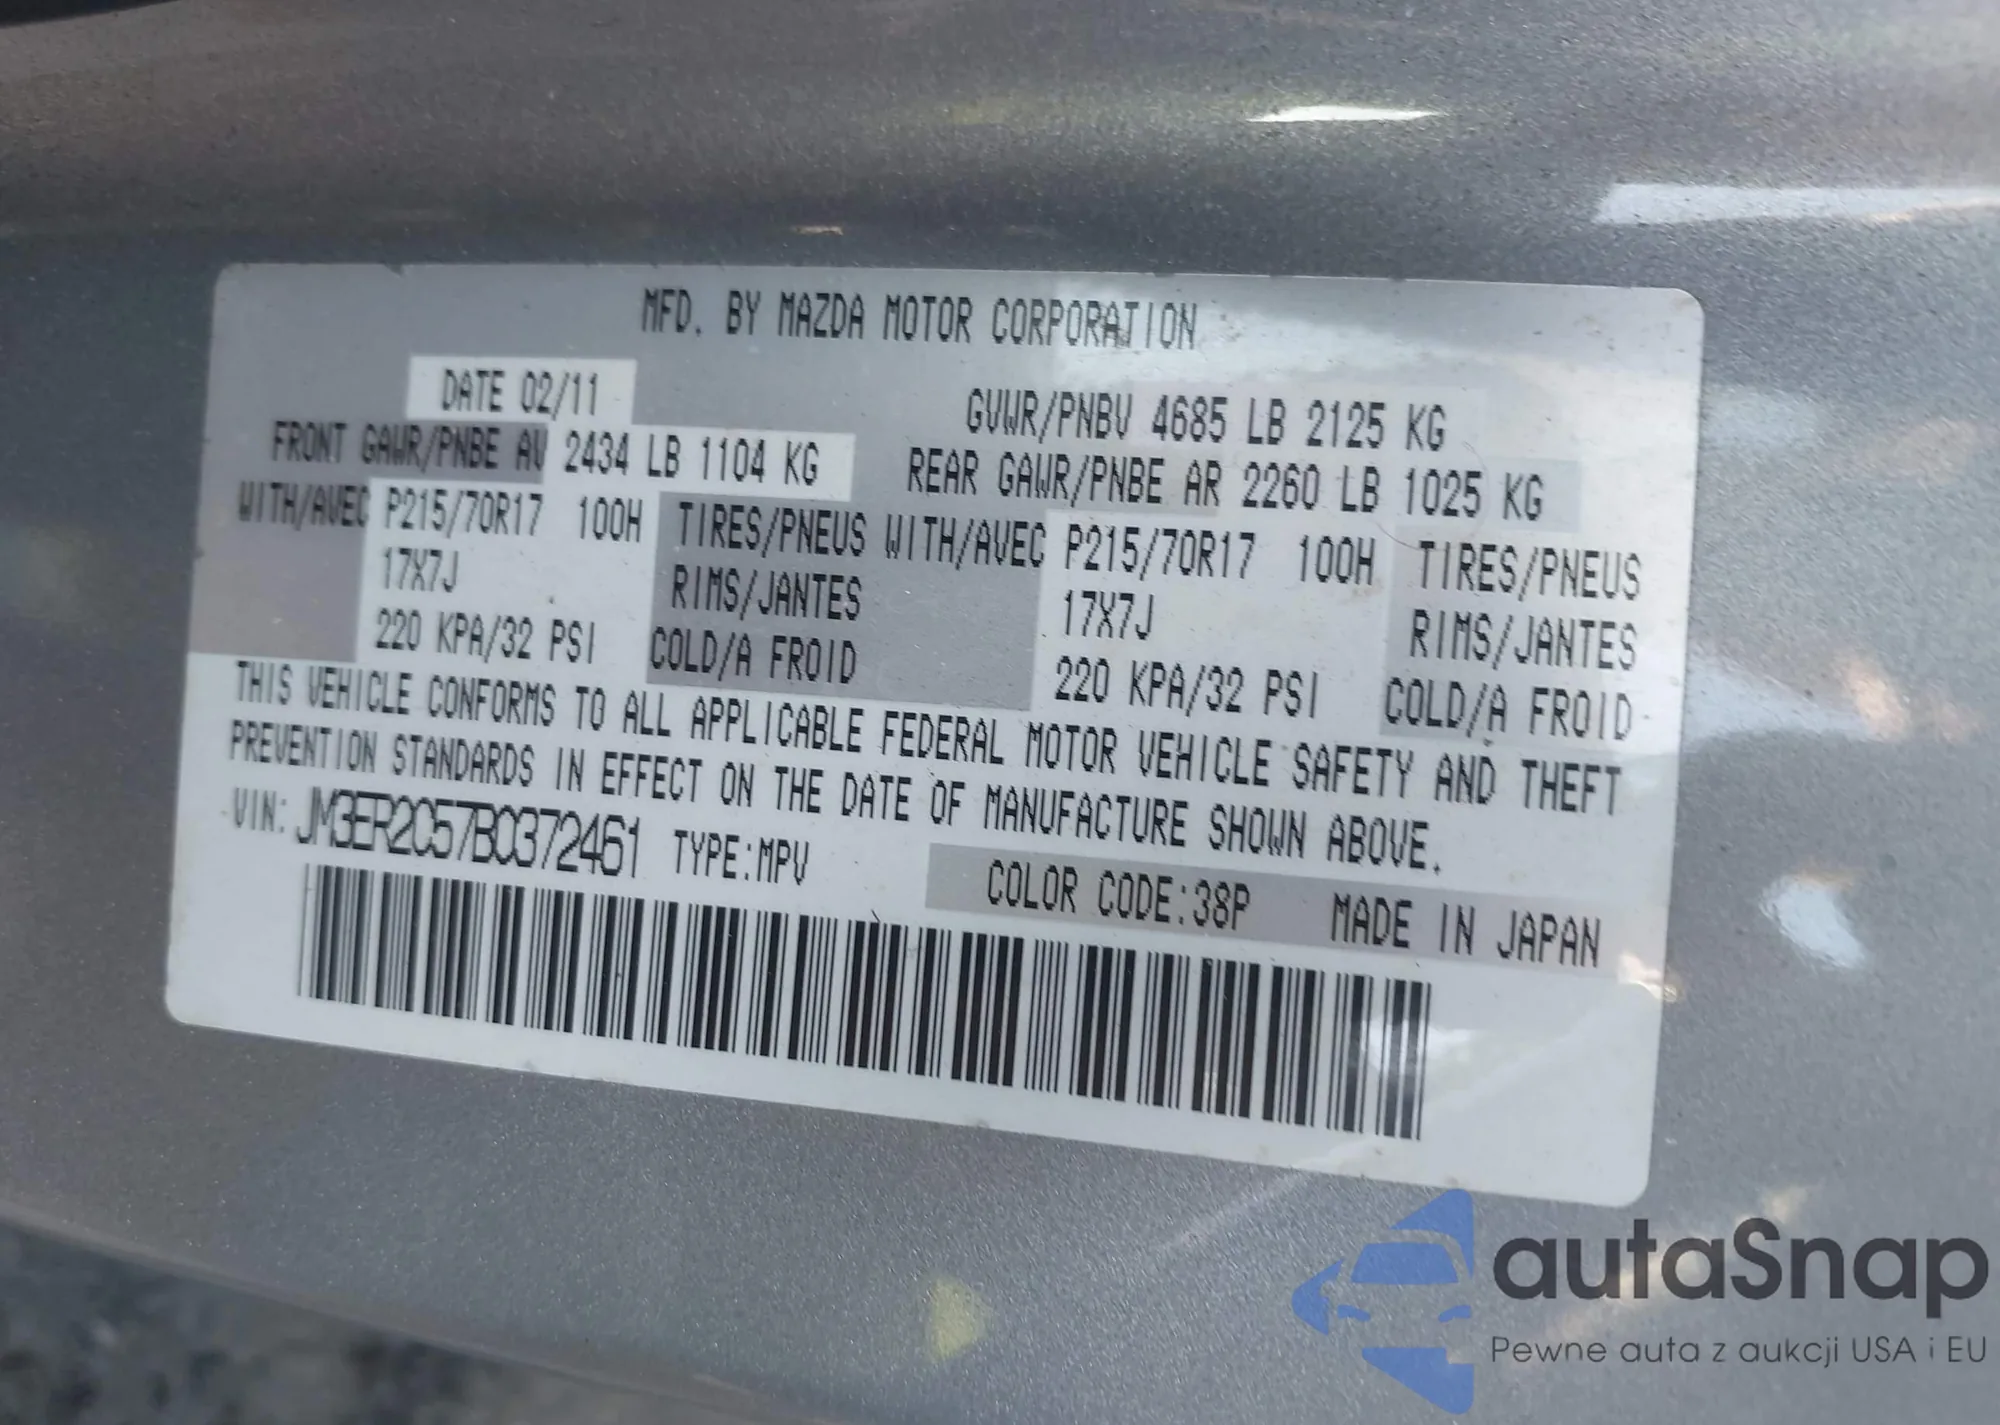 MFD. BY MAZDA MOTOR CORPORATION
DATE 02/11 GVWR/PNBV 4685 LB 2125 KG
FRONT GAWR/PNBE AV 2434 LB 1104 KG REAR GAWR/PNBE AR 2260 LB 1025 KG
WITH/AVEC P215/70R17 100H TIRES/PNEUS WITH/AVEC P215/70R17 100H TIRES/PNEUS
17X7J RIMS/JANTES 17X7J RIMS/JANTES
220 KPA/32 PSI COLD/A FROID 220 KPA/32 PSI COLD/A FROID
THIS VEHICLE CONFORMS TO ALL APPLICABLE FEDERAL MOTOR VEHICLE SAFETY AND THEFT
PREVENTION STANDARDS IN EFFECT ON THE DATE OF MANUFACTURE SHOWN ABOVE.
VIN: JM3ER2C57B0372461 TYPE:MPV COLOR CODE:38P MADE IN JAPAN
autaSnap
Pewne auta z aukcji USA i EU